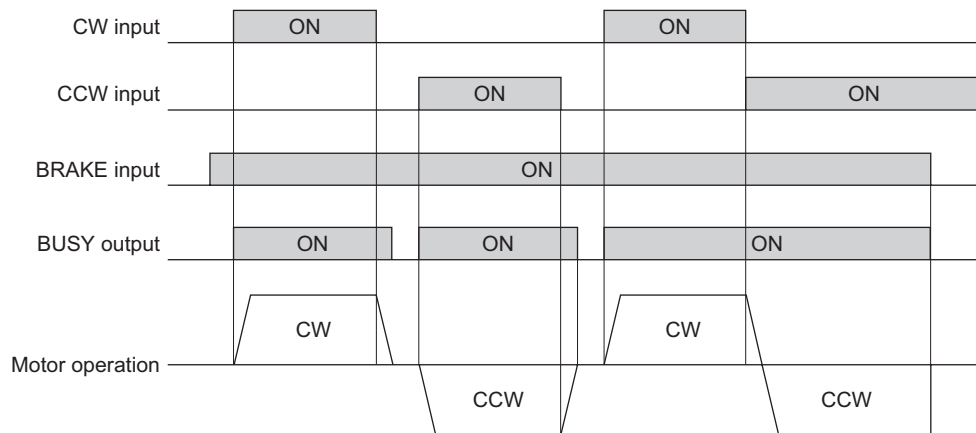 CW input ON ON
CCW input ON ON
BRAKE input ON
BUSY output ON ON ON
CW CW
Motor operation
CCW CCW